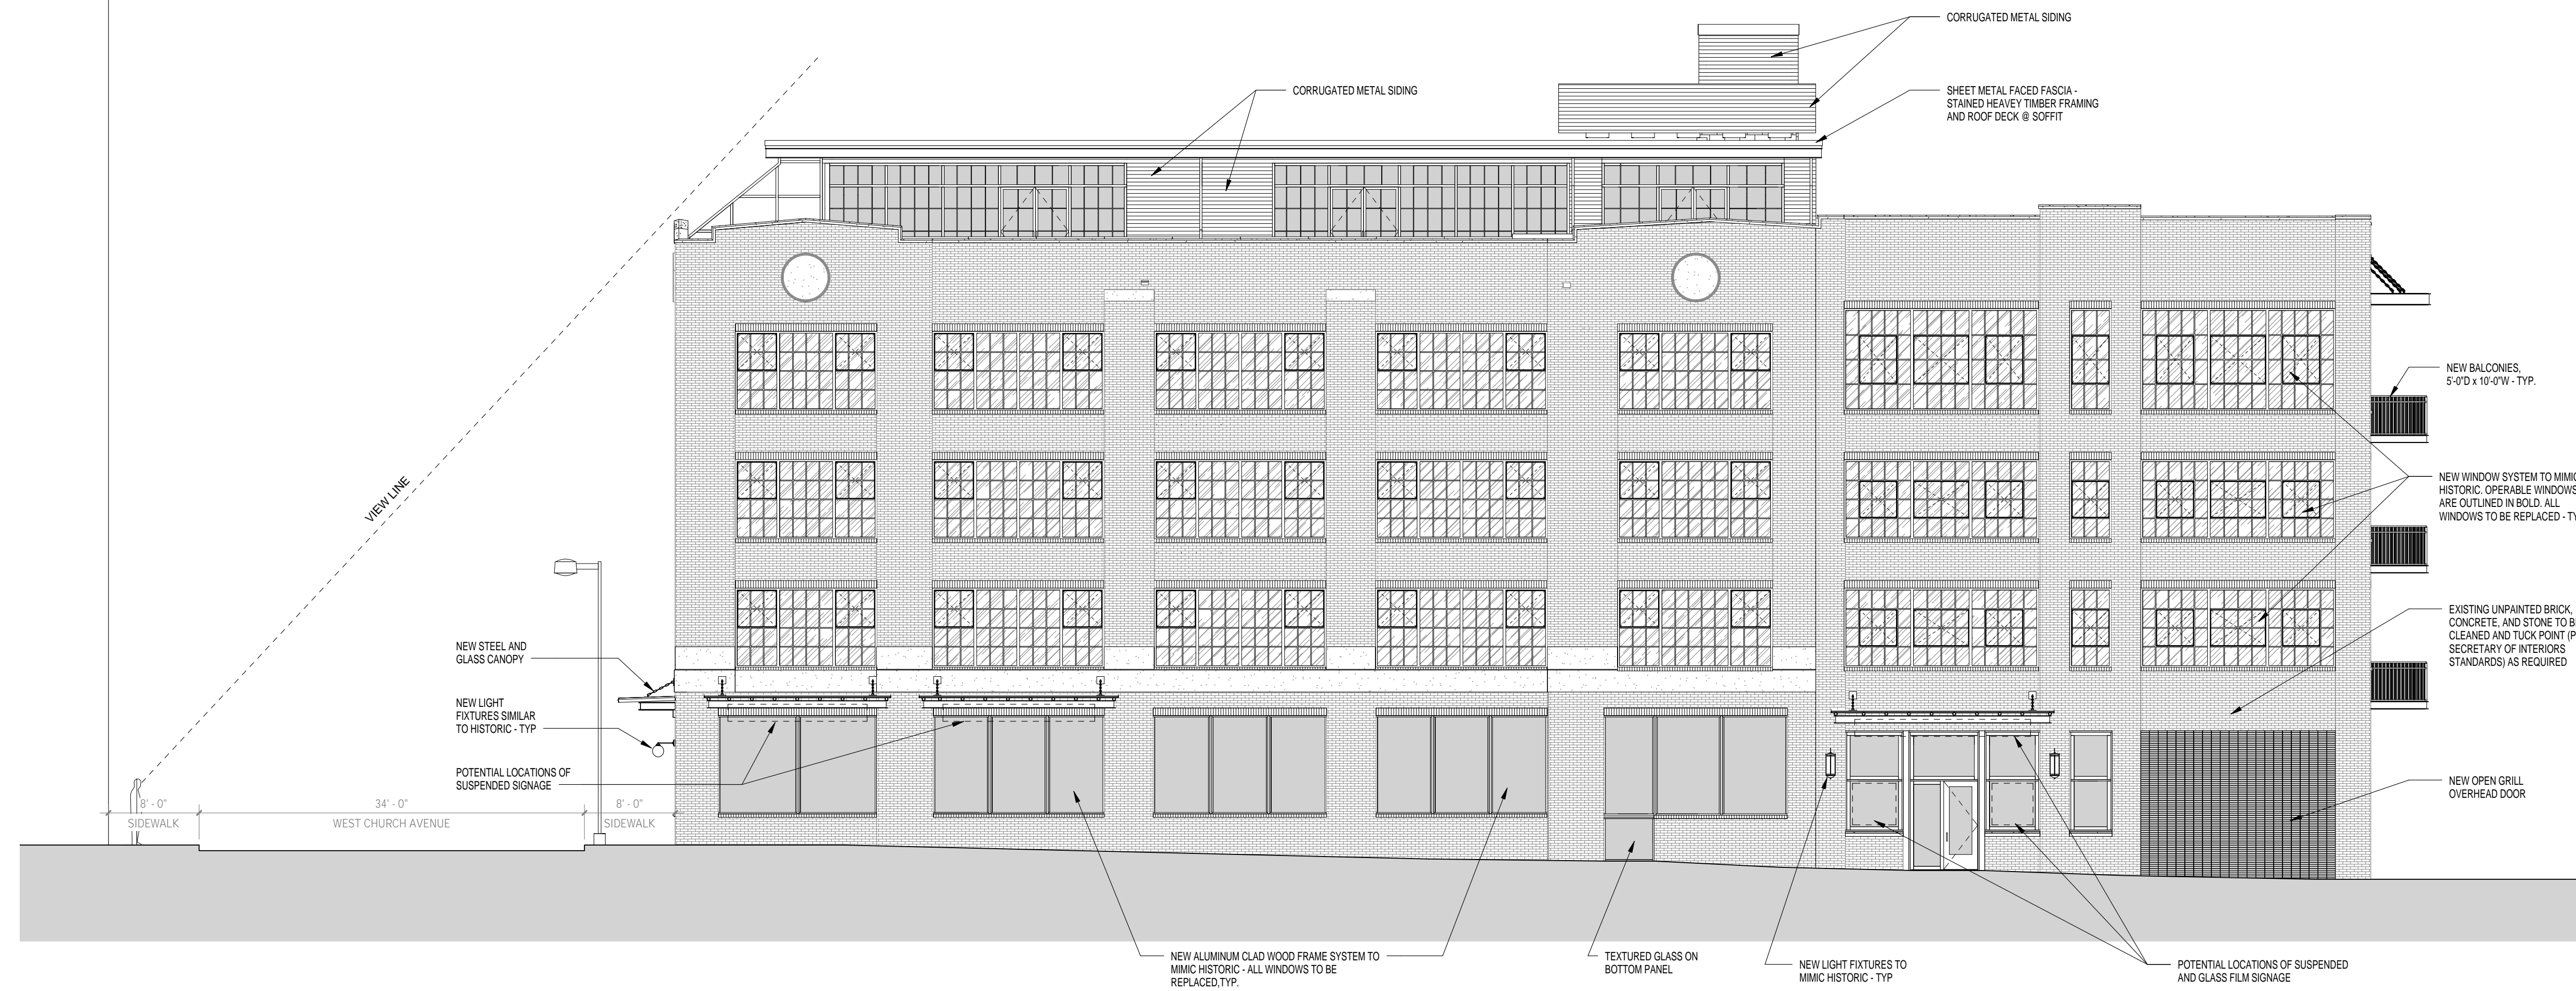 CORRUGATED METAL SIDING
CORRUGATED METAL SIDING
SHEET METAL FACED FASCIA -
STAINED HEAVEY TIMBER FRAMING
AND ROOF DECK @ SOFFIT
NEW BALCONIES,
5'-0"D x 10'-0"W - TYP.
VIEW LINE
NEW WINDOW SYSTEM TO MIMIC
HISTORIC. OPERABLE WINDOWS
ARE OUTLINED IN BOLD. ALL
WINDOWS TO BE REPLACED - TY
EXISTING UNPAINTED BRICK,
CONCRETE, AND STONE TO B
CLEANED AND TUCK POINT (P
SECRETARY OF INTERIORS
STANDARDS) AS REQUIRED
NEW STEEL AND
GLASS CANOPY
NEW LIGHT
FIXTURES SIMILAR
TO HISTORIC - TYP
POTENTIAL LOCATIONS OF
SUSPENDED SIGNAGE
NEW OPEN GRILL
OVERHEAD DOOR
8' - 0"
34' - 0"
8' - 0"
SIDEWALK
WEST CHURCH AVENUE
SIDEWALK
NEW ALUMINUM CLAD WOOD FRAME SYSTEM TO
MIMIC HISTORIC - ALL WINDOWS TO BE
REPLACED,TYP.
TEXTURED GLASS ON
BOTTOM PANEL
NEW LIGHT FIXTURES TO
MIMIC HISTORIC - TYP
POTENTIAL LOCATIONS OF SUSPENDED
AND GLASS FILM SIGNAGE